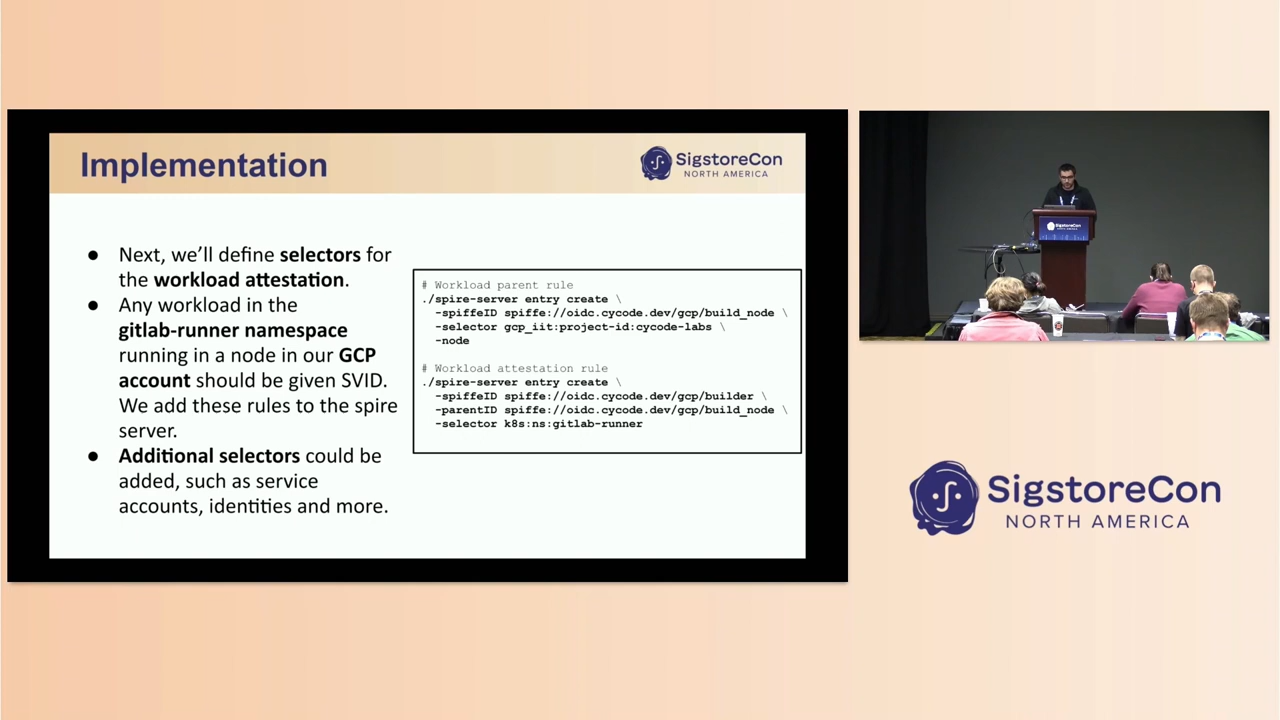 Implementation
SigstoreCon
NORTH AMERICA
● Next, we’ll define selectors for
the workload attestation.
● Any workload in the
gitlab-runner namespace
running in a node in our GCP
account should be given SVID.
We add these rules to the spire
server.
● Additional selectors could be
added, such as service
accounts, identities and more.
# Workload parent rule
./spire-server entry create \
-spiffeID spiffe://oidc.cycode.dev/gcp/build_node \
-selector gcp_iit:project-id:cycode-labs \
-node
# Workload attestation rule
./spire-server entry create \
-spiffeID spiffe://oidc.cycode.dev/gcp/builder \
-parentID spiffe://oidc.cycode.dev/gcp/build_node \
-selector k8s:ns:gitlab-runner
SigstoreCon
SigstoreCon
NORTH AMERICA